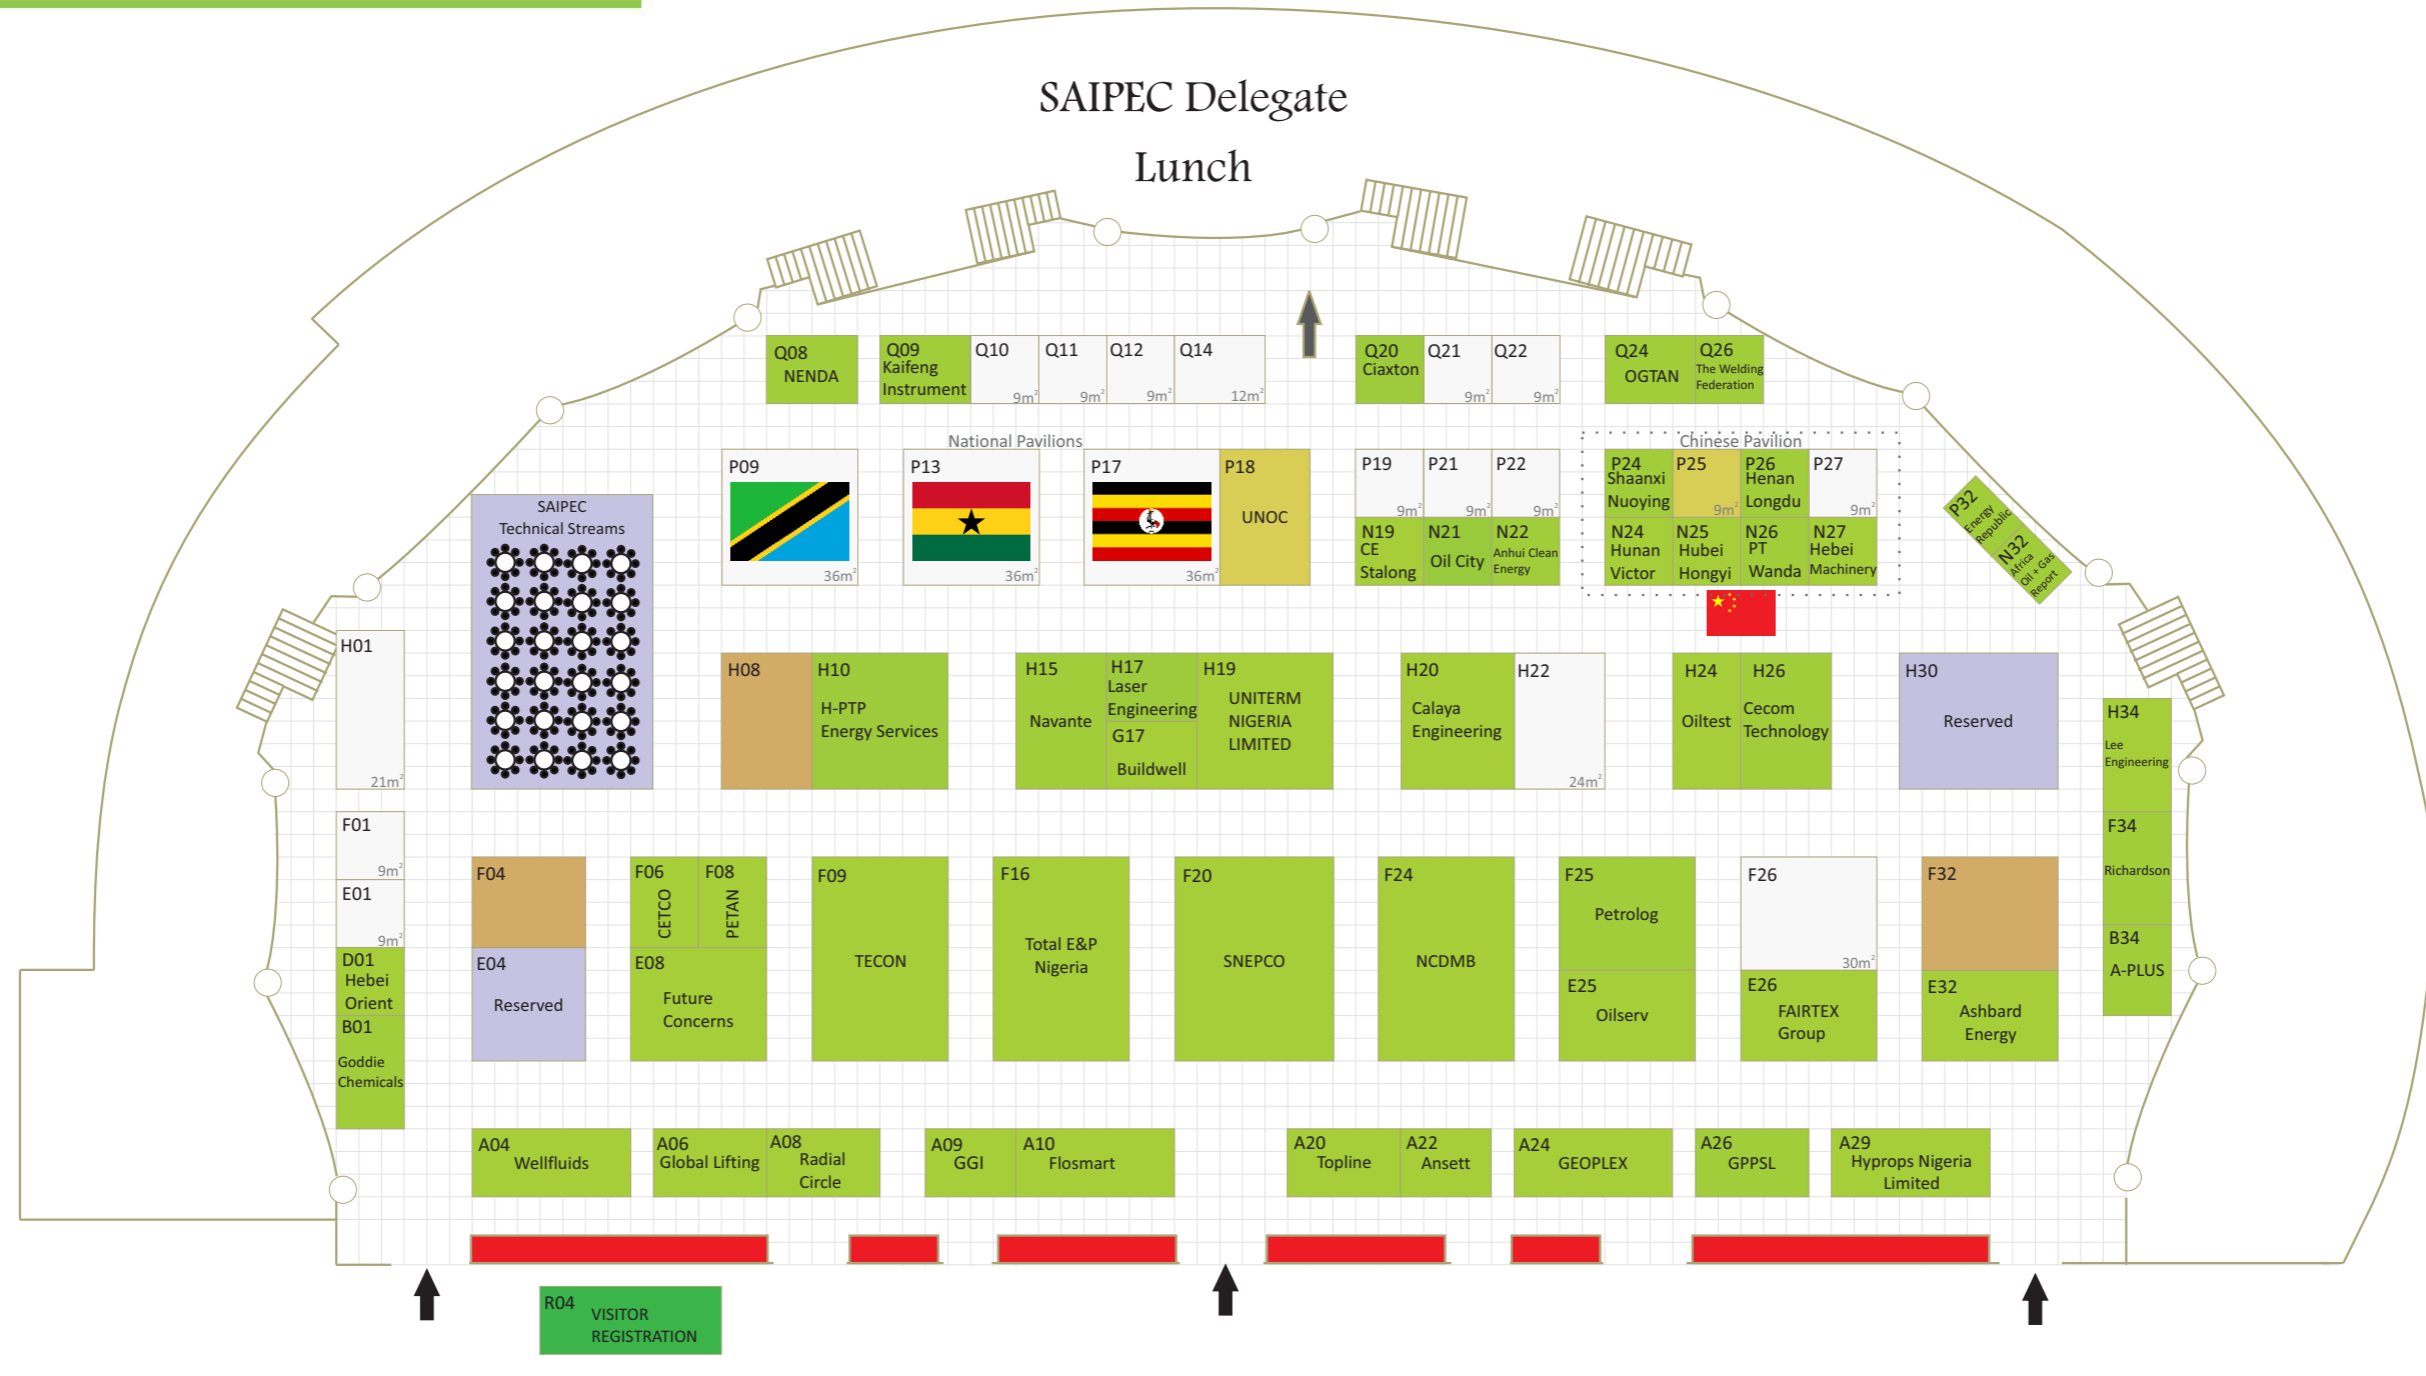 SAIPEC Delegate
Lunch
Q08
NENDA
Q09
Kaifeng
Instrument
Q10
9m²
Q11
9m²
Q12
9m²
Q14
12m²
Q20
Ciaxton
Q21
9m²
Q22
9m²
Q24
OGTAN
Q26
The Welding
Federation
National Pavilions
Chinese Pavilion
P09
36m²
P13
36m²
P17
36m²
P18
UNOC
P19
9m²
P21
9m²
P22
9m²
P24
Shaanxi
Nuoying
P25
9m²
P26
Henan
Longdu
P27
9m²
N19
CE
Stalong
N21
Oil City
N22
Anhui Clean
Energy
N24
Hunan
Victor
N25
Hubei
Hongyi
N26
PT
Wanda
N27
Hebei
Machinery
P32
Energy
Republic
N32
Africa
Oil + Gas
Report
SAIPEC
Technical Streams
H01
21m²
H08
H10
H-PTP
Energy Services
H15
Navante
H17
Laser
Engineering
G17
Buildwell
H19
UNITERM
NIGERIA
LIMITED
H20
Calaya
Engineering
H22
24m²
H24
Oiltest
H26
Cecom
Technology
H30
Reserved
H34
Lee
Engineering
F34
Richardson
B34
A-PLUS
F01
9m²
E01
9m²
D01
Hebei
Orient
B01
Goddie
Chemicals
F04
E04
Reserved
F06
CETCO
F08
PETAN
E08
Future
Concerns
F09
TECON
F16
Total E&P
Nigeria
F20
SNEPCO
F24
NCDMB
F25
Petrolog
E25
Oilserv
F26
30m²
E26
FAIRTEX
Group
F32
E32
Ashbard
Energy
A04
Wellfluids
A06
Global Lifting
A08
Radial
Circle
A09
GGI
A10
Flosmart
A20
Topline
A22
Ansett
A24
GEOPLEX
A26
GPPSL
A29
Hyprops Nigeria
Limited
R04
VISITOR
REGISTRATION